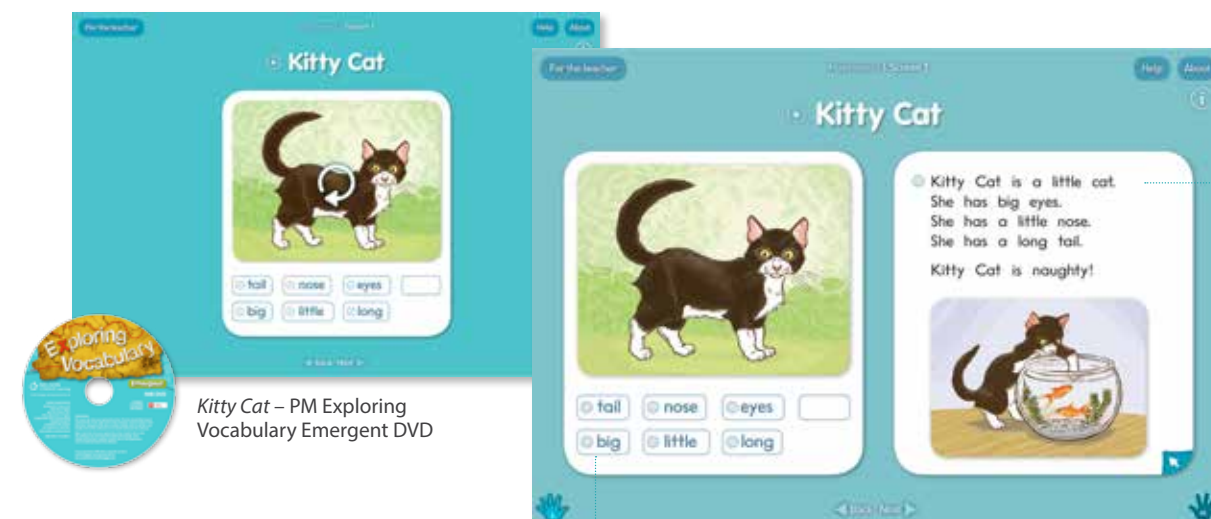 For the teacher
Help
About
Kitty Cat
tail
nose
eyes
big
little
long
Back
Next
Exploring
Vocabulary
Emergent
Kitty Cat – PM Exploring
Vocabulary Emergent DVD
For the teacher
Screen 1
Help
About
Kitty Cat
tail
nose
eyes
big
little
long
Kitty Cat is a little cat.
She has big eyes.
She has a little nose.
She has a long tail.
Kitty Cat is naughty!
Back
Next